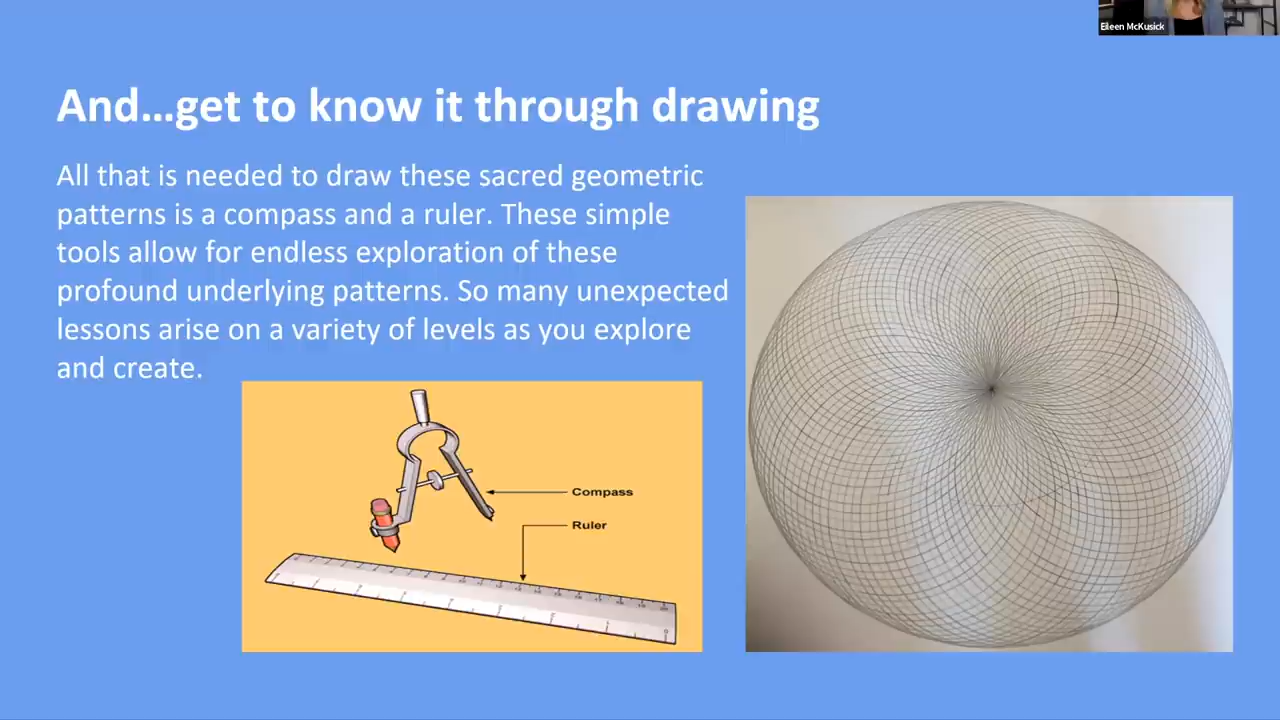 Eileen McKusick
And...get to know it through drawing
All that is needed to draw these sacred geometric
patterns is a compass and a ruler. These simple
tools allow for endless exploration of these
profound underlying patterns. So many unexpected
lessons arise on a variety of levels as you explore
and create.
Compass
Ruler